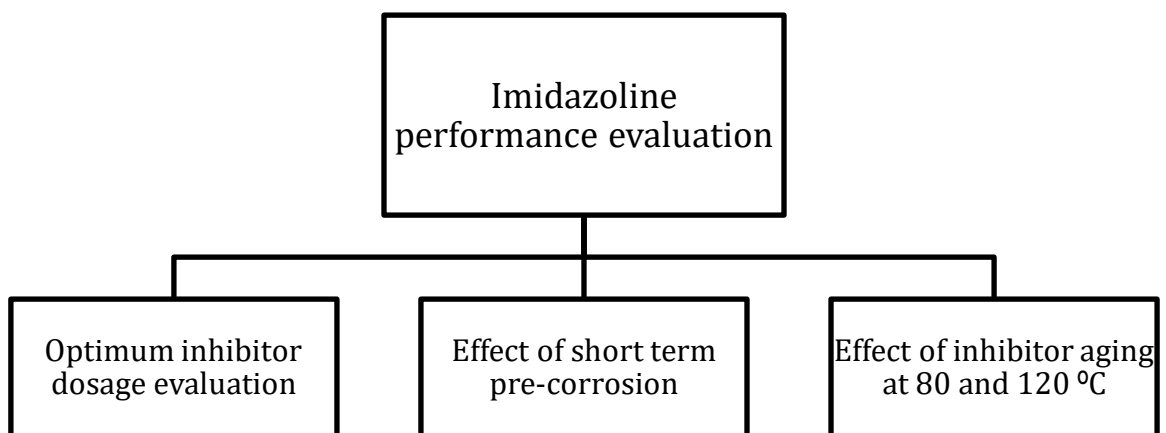 Imidazoline
performance evaluation
Optimum inhibitor
dosage evaluation
Effect of short term
pre-corrosion
Effect of inhibitor aging
at 80 and 120 ⁰C